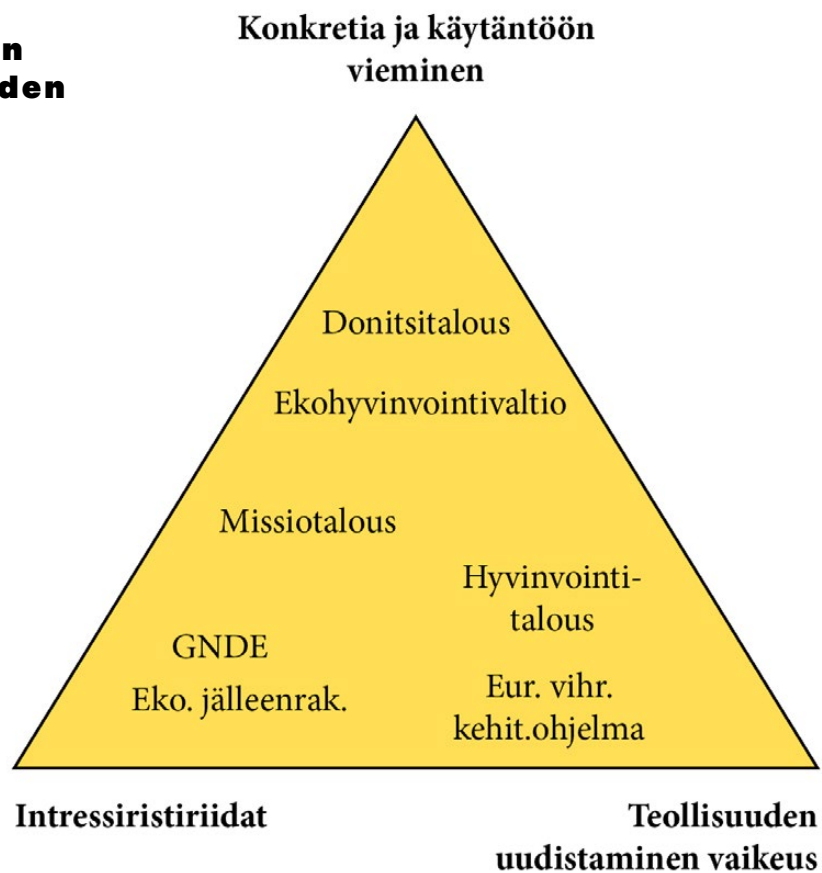 Konkretia ja käytäntöön
vieminen
n
den
Donitsitalous
Ekohyvinvointivaltio
Missiotalous
Hyvinvointi-
talous
GNDE
Eko. jälleenrak.
Eur. vihr.
kehit.ohjelma
Intressiristiriidat
Teollisuuden
uudistaminen vaikeus